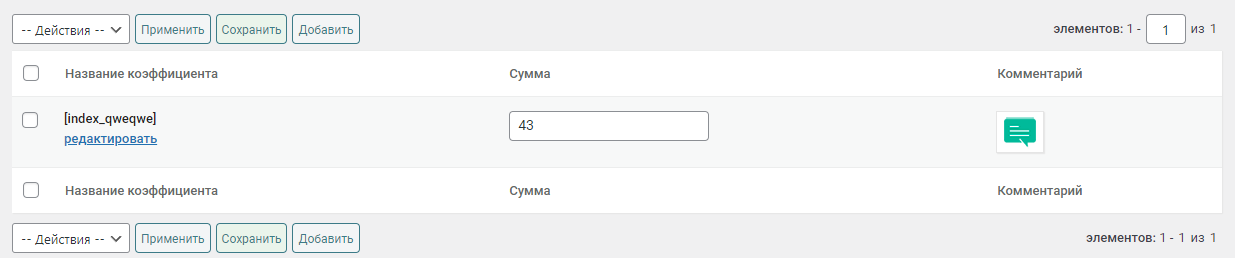 -- Действия -- Применить Сохранить Добавить элементов: 1 - 1 из 1
Название коэффициента Сумма Комментарий
[index_qweqwe] 43
редактировать
Название коэффициента Сумма Комментарий
-- Действия -- Применить Сохранить Добавить элементов: 1 - 1 из 1